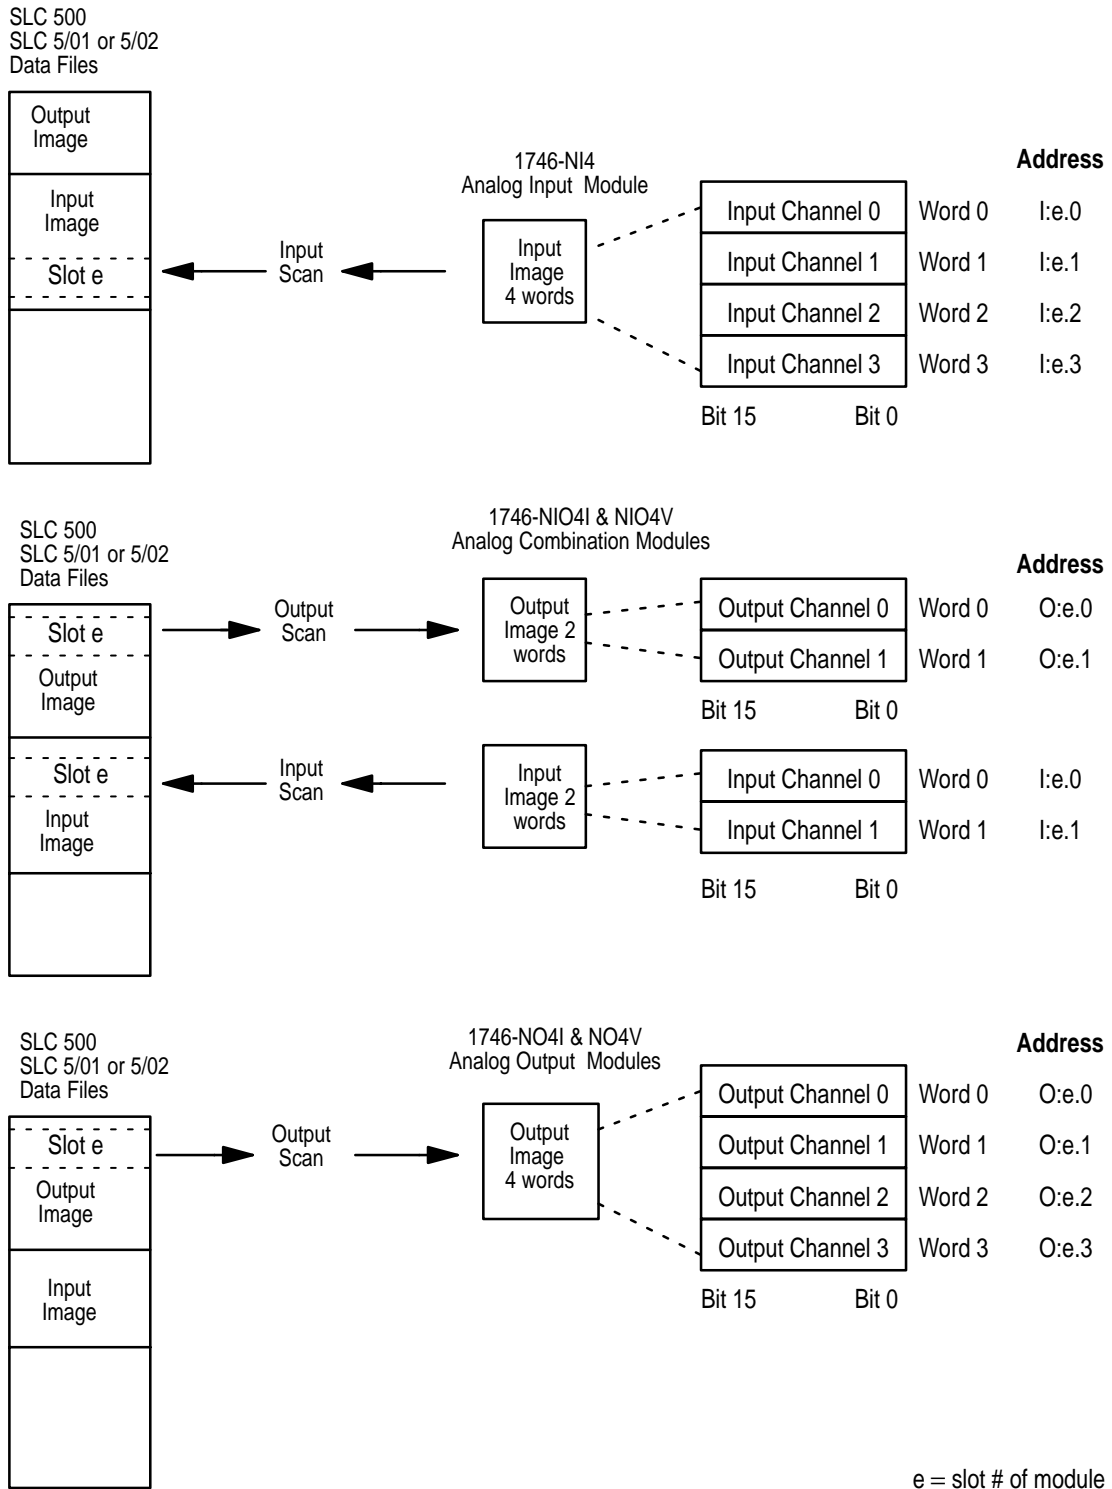 SLC 500
SLC 5/01 or 5/02
Data Files
Output
Image
Input
Image
Slot e
Input
Scan
1746-NI4
Analog Input Module
Input
Image
4 words
Address
Input Channel 0 Word 0 I:e.0
Input Channel 1 Word 1 I:e.1
Input Channel 2 Word 2 I:e.2
Input Channel 3 Word 3 I:e.3
Bit 15 Bit 0
SLC 500
SLC 5/01 or 5/02
Data Files
Slot e
Output
Image
Slot e
Input
Image
Output
Scan
Input
Scan
1746-NIO4I & NIO4V
Analog Combination Modules
Output
Image 2
words
Address
Output Channel 0 Word 0 O:e.0
Output Channel 1 Word 1 O:e.1
Bit 15 Bit 0
Input
Image 2
words
Input Channel 0 Word 0 I:e.0
Input Channel 1 Word 1 I:e.1
Bit 15 Bit 0
SLC 500
SLC 5/01 or 5/02
Data Files
Slot e
Output
Image
Input
Image
Output
Scan
1746-NO4I & NO4V
Analog Output Modules
Output
Image
4 words
Address
Output Channel 0 Word 0 O:e.0
Output Channel 1 Word 1 O:e.1
Output Channel 2 Word 2 O:e.2
Output Channel 3 Word 3 O:e.3
Bit 15 Bit 0
e = slot # of module